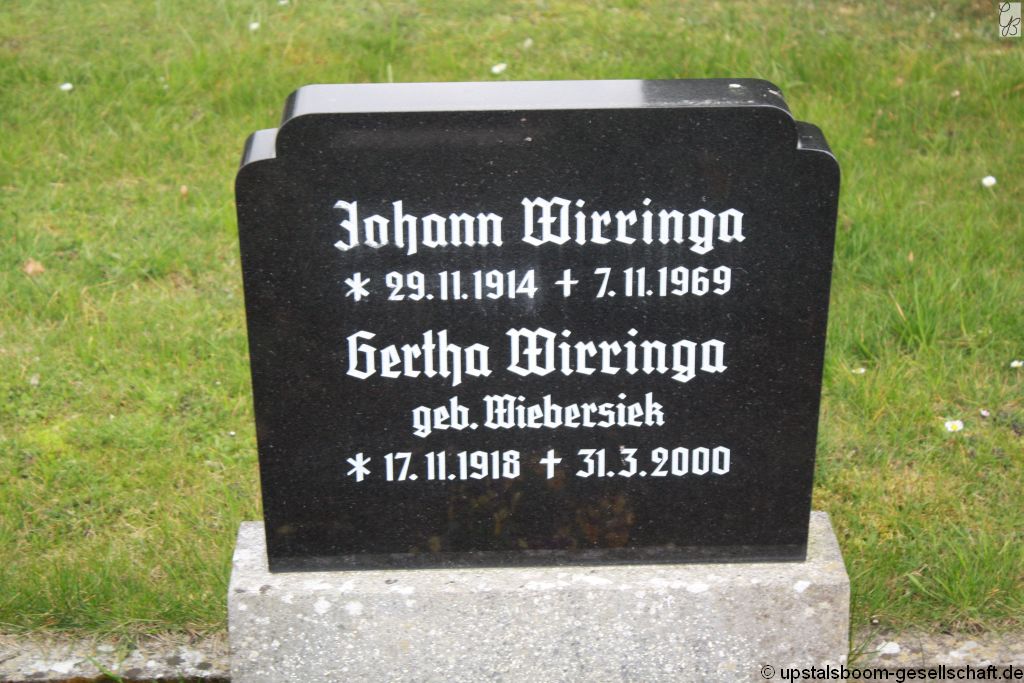 Johann Wirringa
* 29.11.1914 † 7.11.1969
Gertha Wirringa
geb. Wiebersiek
* 17.11.1918 † 31.3.2000
© upstalsboom-gesellschaft.de